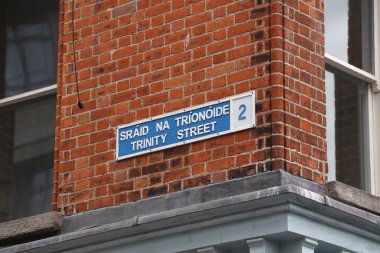 SRÁID NA TRÍONÓIDE
TRINITY STREET
2